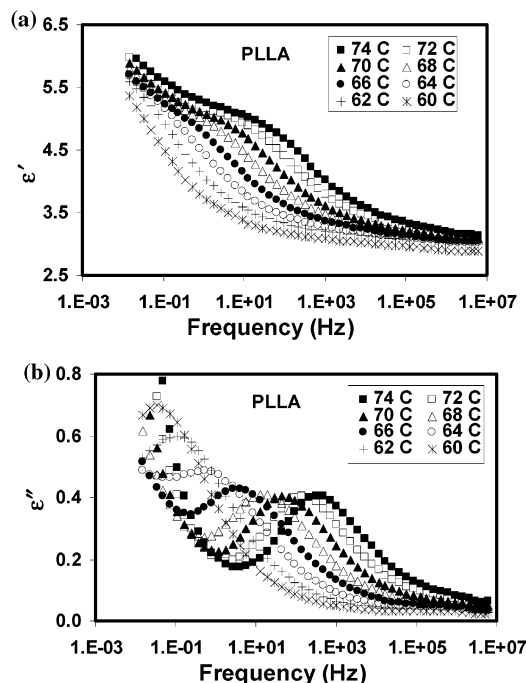 (a)
6.5
PLLA
■ 74 C □ 72 C
▲ 70 C △ 68 C
● 66 C ○ 64 C
+ 62 C ✳ 60 C
5.5
ε′
4.5
3.5
2.5
1.E-03 1.E-01 1.E+01 1.E+03 1.E+05 1.E+07
Frequency (Hz)
(b)
0.8
PLLA
■ 74 C □ 72 C
▲ 70 C △ 68 C
● 66 C ○ 64 C
+ 62 C ✳ 60 C
0.6
ε″
0.4
0.2
0.0
1.E-03 1.E-01 1.E+01 1.E+03 1.E+05 1.E+07
Frequency (Hz)